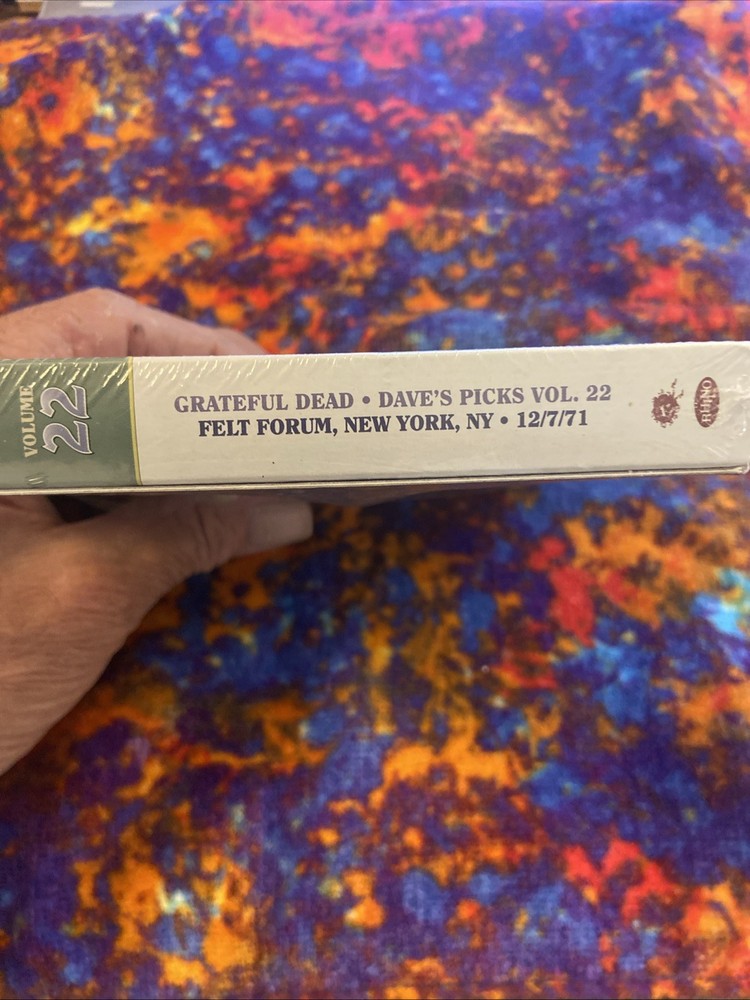 VOLUME
22
GRATEFUL DEAD • DAVE'S PICKS VOL. 22
FELT FORUM, NEW YORK, NY • 12/7/71
RHINO